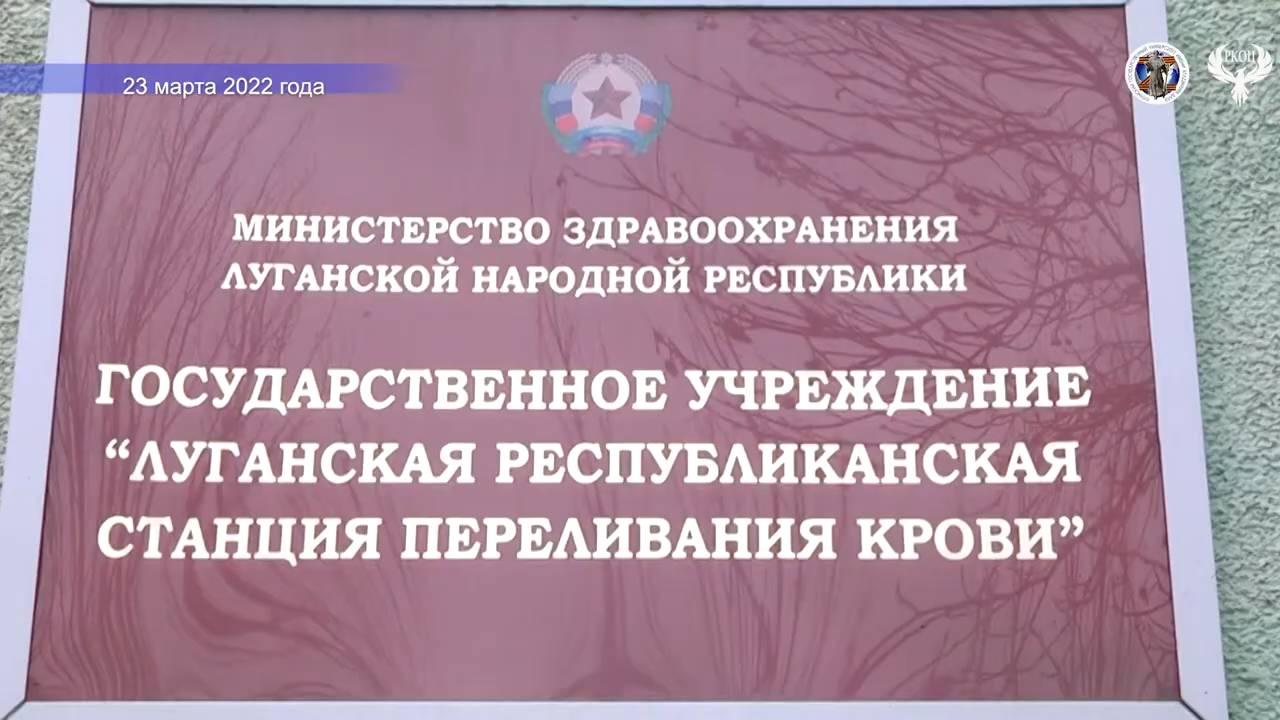 23 марта 2022 года
РКОЦ
МИНИСТЕРСТВО ЗДРАВООХРАНЕНИЯ
ЛУГАНСКОЙ НАРОДНОЙ РЕСПУБЛИКИ
ГОСУДАРСТВЕННОЕ УЧРЕЖДЕНИЕ
“ЛУГАНСКАЯ РЕСПУБЛИКАНСКАЯ
СТАНЦИЯ ПЕРЕЛИВАНИЯ КРОВИ”